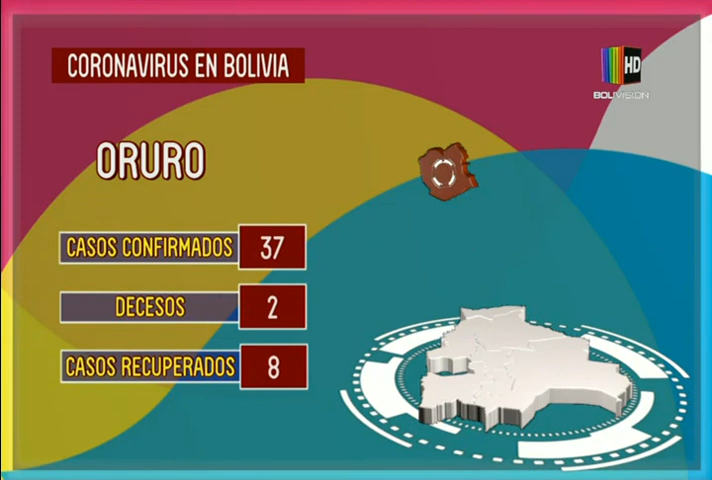 CORONAVIRUS EN BOLIVIA
HD
BOLIVISION
ORURO
CASOS CONFIRMADOS 37
DECESOS 2
CASOS RECUPERADOS 8